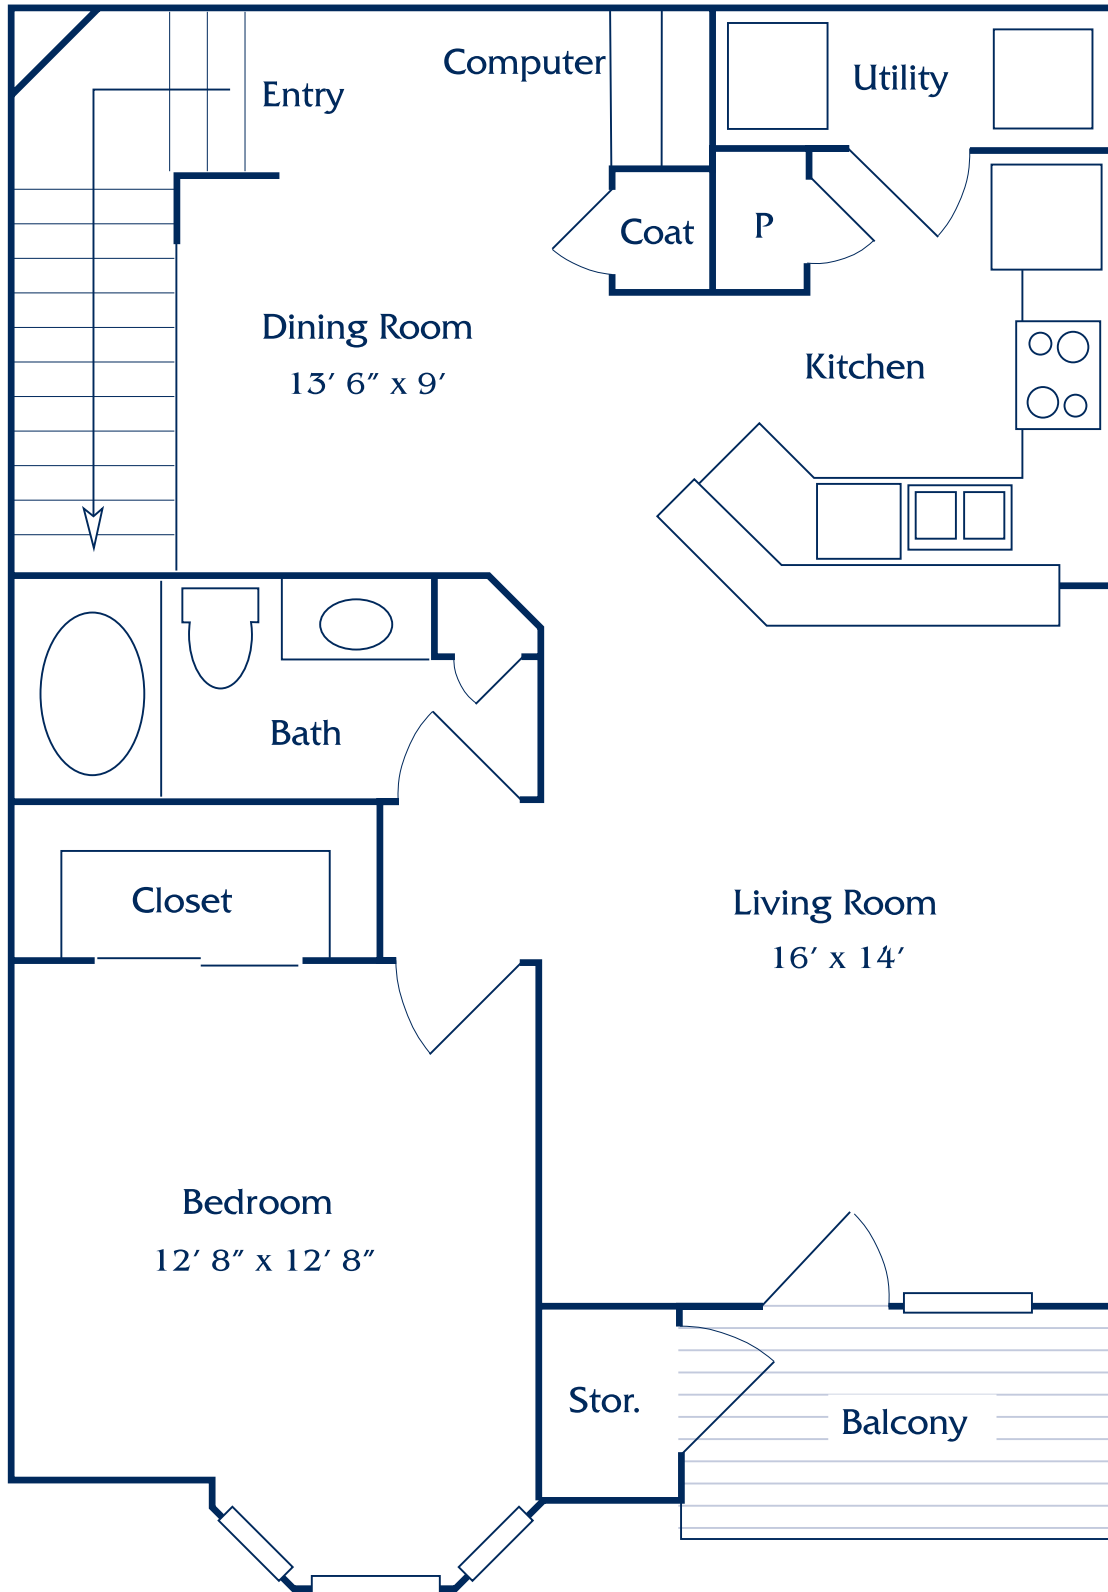 Computer
Utility
Entry
Coat
P
Dining Room
13′ 6″ x 9′
Kitchen
Bath
Closet
Living Room
16′ x 14′
Bedroom
12′ 8″ x 12′ 8″
Stor.
Balcony